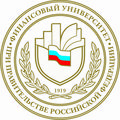 ФИНАНСОВЫЙ УНИВЕРСИТЕТ
ПРИ ПРАВИТЕЛЬСТВЕ РОССИЙСКОЙ ФЕДЕРАЦИИ
1919